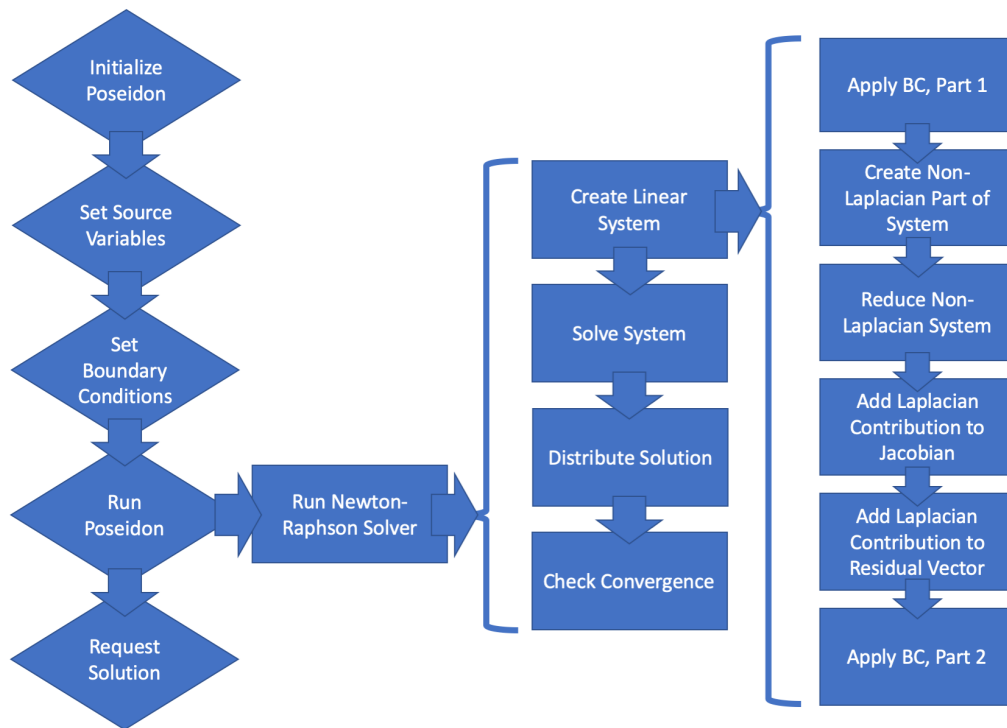 Initialize
Poseidon
Set Source
Variables
Set
Boundary
Conditions
Run
Poseidon
Request
Solution
Run Newton-
Raphson Solver
Create Linear
System
Solve System
Distribute Solution
Check Convergence
Apply BC, Part 1
Create Non-
Laplacian Part of
System
Reduce Non-
Laplacian System
Add Laplacian
Contribution to
Jacobian
Add Laplacian
Contribution to
Residual Vector
Apply BC, Part 2